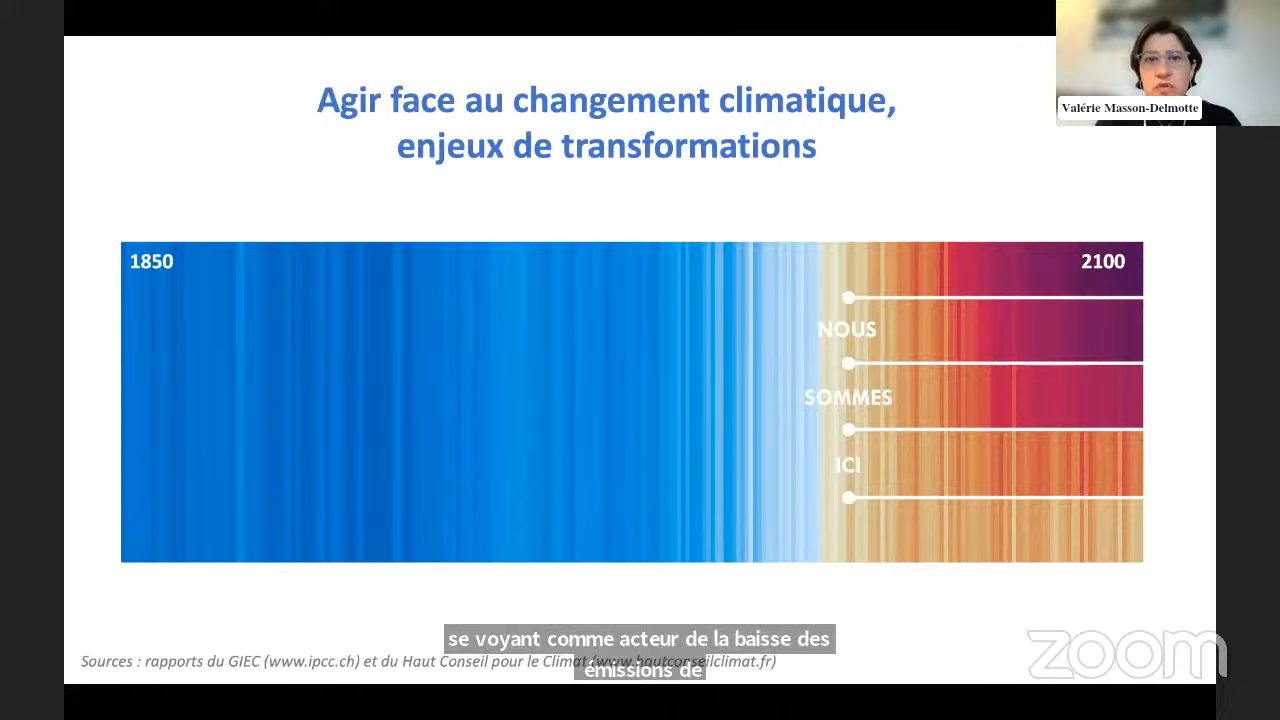 Agir face au changement climatique,
enjeux de transformations
Valérie Masson-Delmotte
1850
2100
NOUS
SOMMES
ICI
se voyant comme acteur de la baisse des
émissions de
Sources : rapports du GIEC (www.ipcc.ch) et du Haut Conseil pour le Climat (www.hautconseilclimat.fr)
zoom